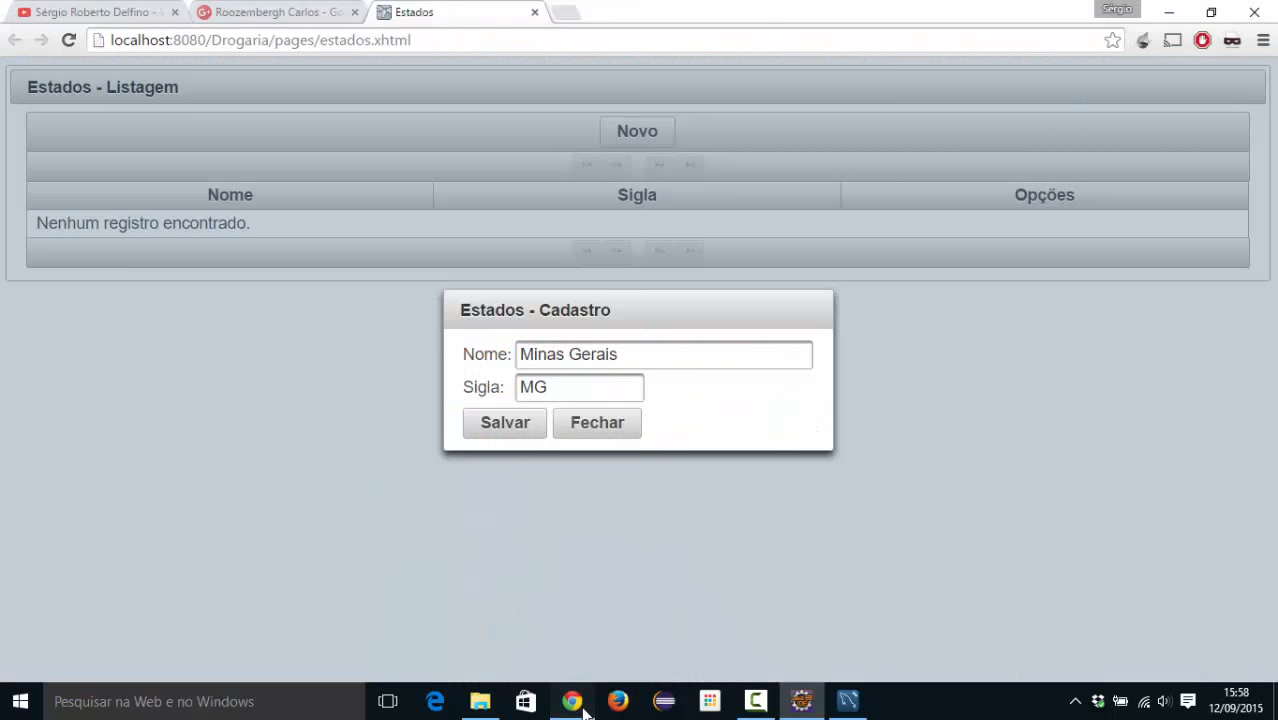 Sérgio Roberto Delfino -
Roozembergh Carlos - Go
Estados
Sérgio
localhost:8080/Drogaria/pages/estados.xhtml
Estados - Listagem
Novo
Nome Sigla Opções
Nenhum registro encontrado.
Estados - Cadastro
Nome: Minas Gerais
Sigla: MG
Salvar Fechar
Pesquisar na Web e no Windows
15:58
12/09/2015